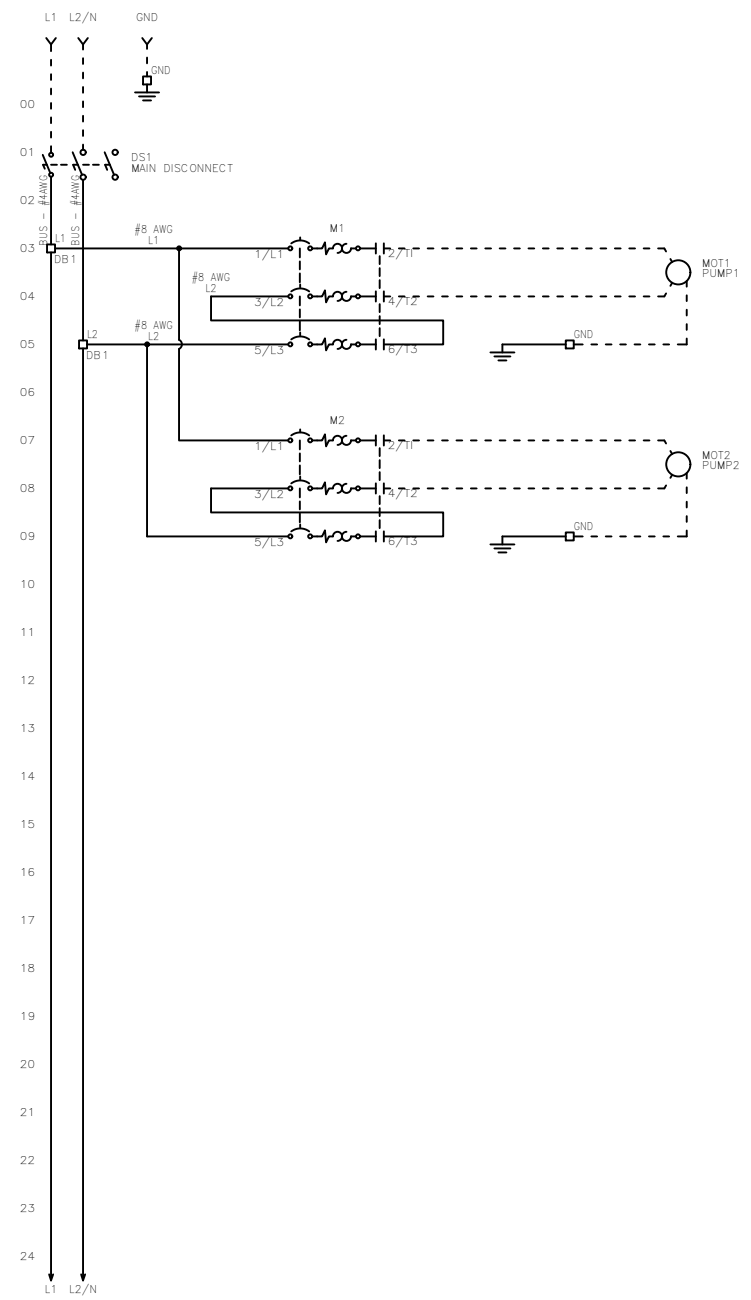 L1 L2/N GND
GND
00
01
DS1
MAIN DISCONNECT
02
BUS - #4AWG
BUS - #4AWG
03
L1
DB1
#8 AWG
L1
M1
1/L1
2/T1
MOT1
PUMP1
#8 AWG
L2
04
3/L2
4/T2
#8 AWG
L2
05
L2
DB1
5/L3
6/T3
GND
06
M2
07
1/L1
2/T1
MOT2
PUMP2
08
3/L2
4/T2
09
5/L3
6/T3
GND
10
11
12
13
14
15
16
17
18
19
20
21
22
23
24
L1 L2/N